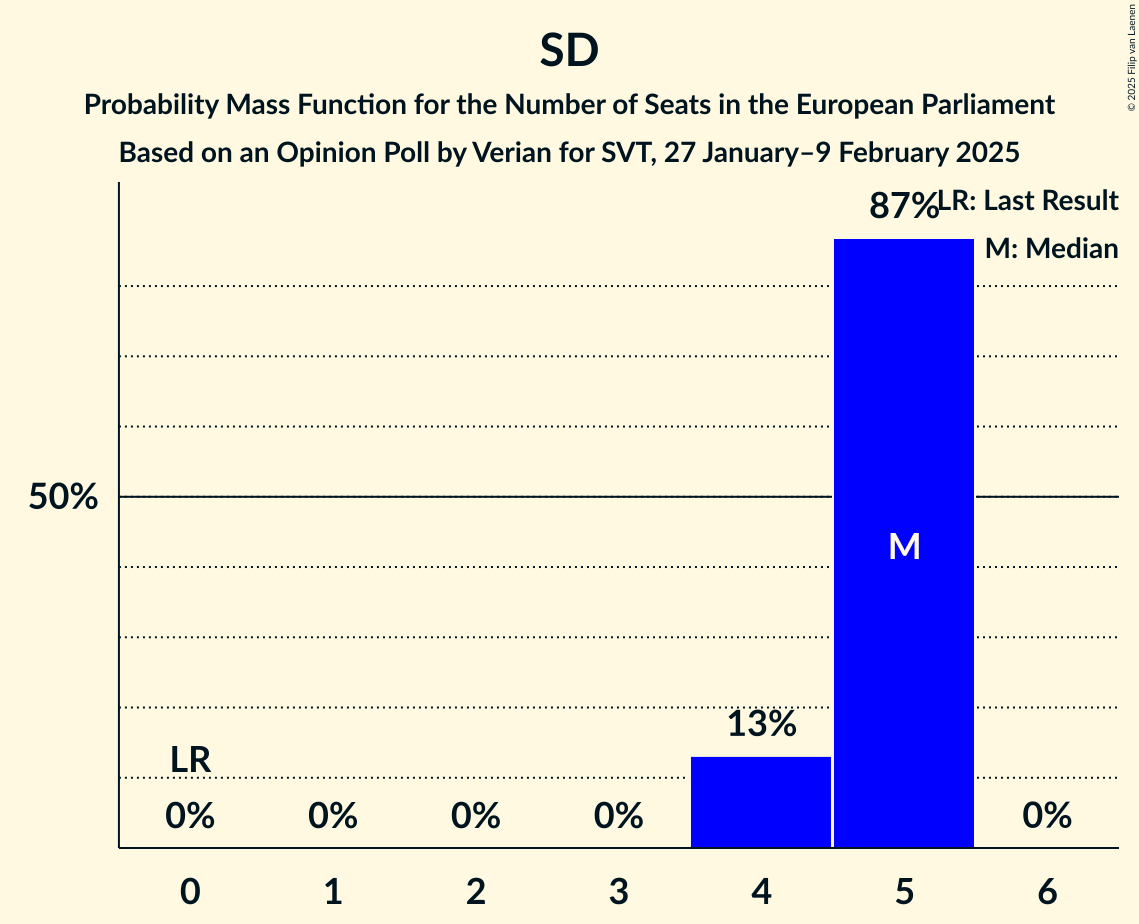 SD
Probability Mass Function for the Number of Seats in the European Parliament
Based on an Opinion Poll by Verian for SVT, 27 January–9 February 2025
© 2025 Filip van Laenen
LR: Last Result
M: Median
87%
50%
M
13%
LR
0% 0% 0% 0% 0%
0 1 2 3 4 5 6